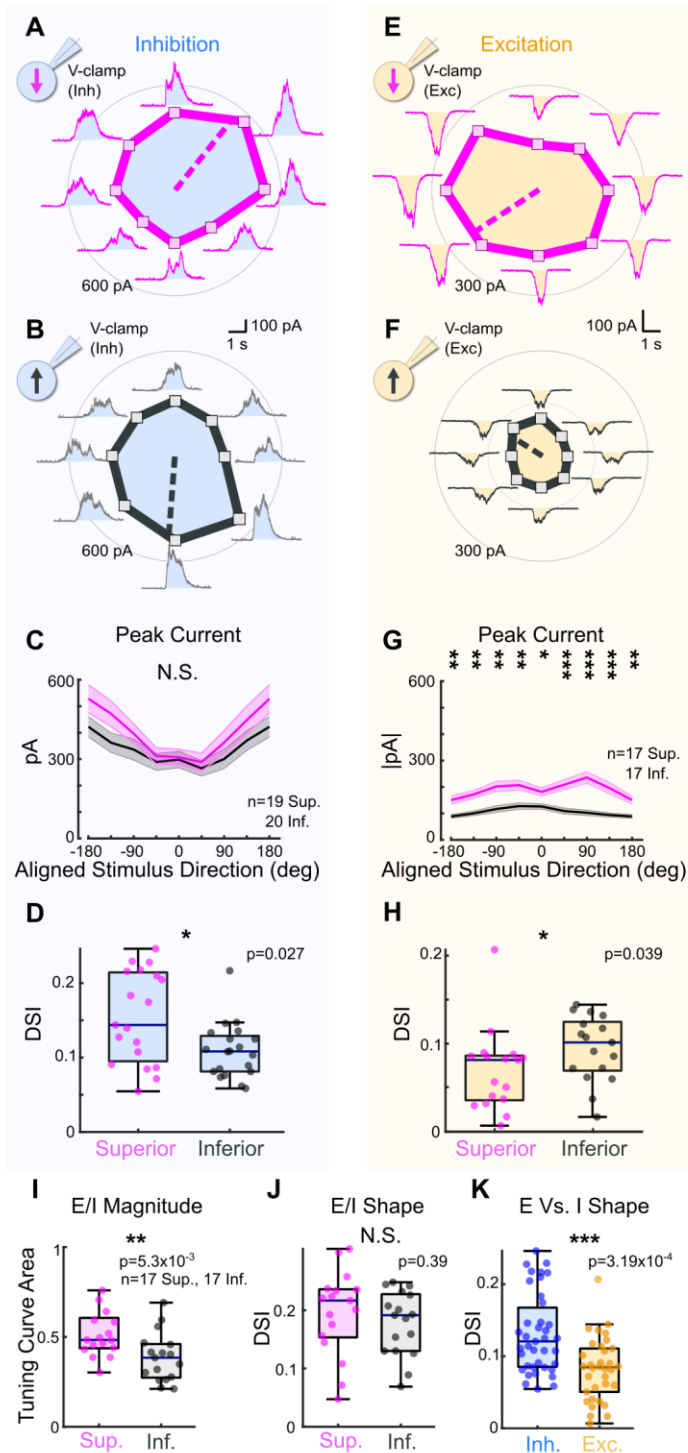 A
Inhibition
V-clamp
(Inh)
600 pA
B
V-clamp
(Inh)
100 pA
1 s
600 pA
C
Peak Current
N.S.
600
300
0
pA
n=19 Sup.
20 Inf.
-180 -90 0 90 180
Aligned Stimulus Direction (deg)
D
*
p=0.027
0.2
0.1
0
DSI
Superior Inferior
E
Excitation
V-clamp
(Exc)
300 pA
F
V-clamp
(Exc)
100 pA
1 s
300 pA
G
Peak Current
** ** ** ** * *** *** *** **
600
400
200
0
|pA|
n=17 Sup.
17 Inf.
-180 -90 0 90 180
Aligned Stimulus Direction (deg)
H
*
p=0.039
0.2
0.1
0
DSI
Superior Inferior
I
E/I Magnitude
**
p=5.3x10-3
n=17 Sup., 17 Inf.
1
0.5
0
Tuning Curve Area
Sup. Inf.
J
E/I Shape
N.S.
p=0.39
0.3
0.2
0.1
0
DSI
Sup. Inf.
K
E Vs. I Shape
***
p=3.19x10-4
0.2
0.1
0
DSI
Inh. Exc.